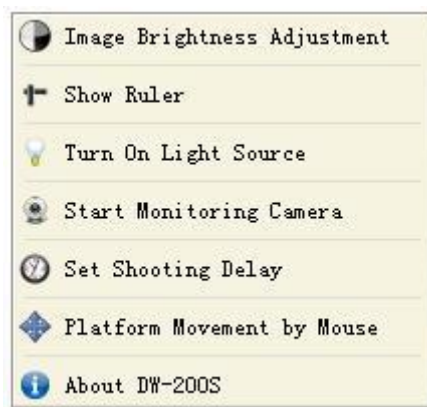 Image Brightness Adjustment
Show Ruler
Turn On Light Source
Start Monitoring Camera
Set Shooting Delay
Platform Movement by Mouse
About DW-200S